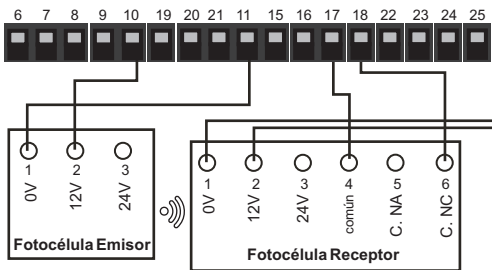 6 7 8 9 10 19 20 21 11 15 16 17 18 22 23 24 25
1 2 3
0V 12V 24V
Fotocélula Emisor
1 2 3 4 5 6
0V 12V 24V común C. NA C. NC
Fotocélula Receptor